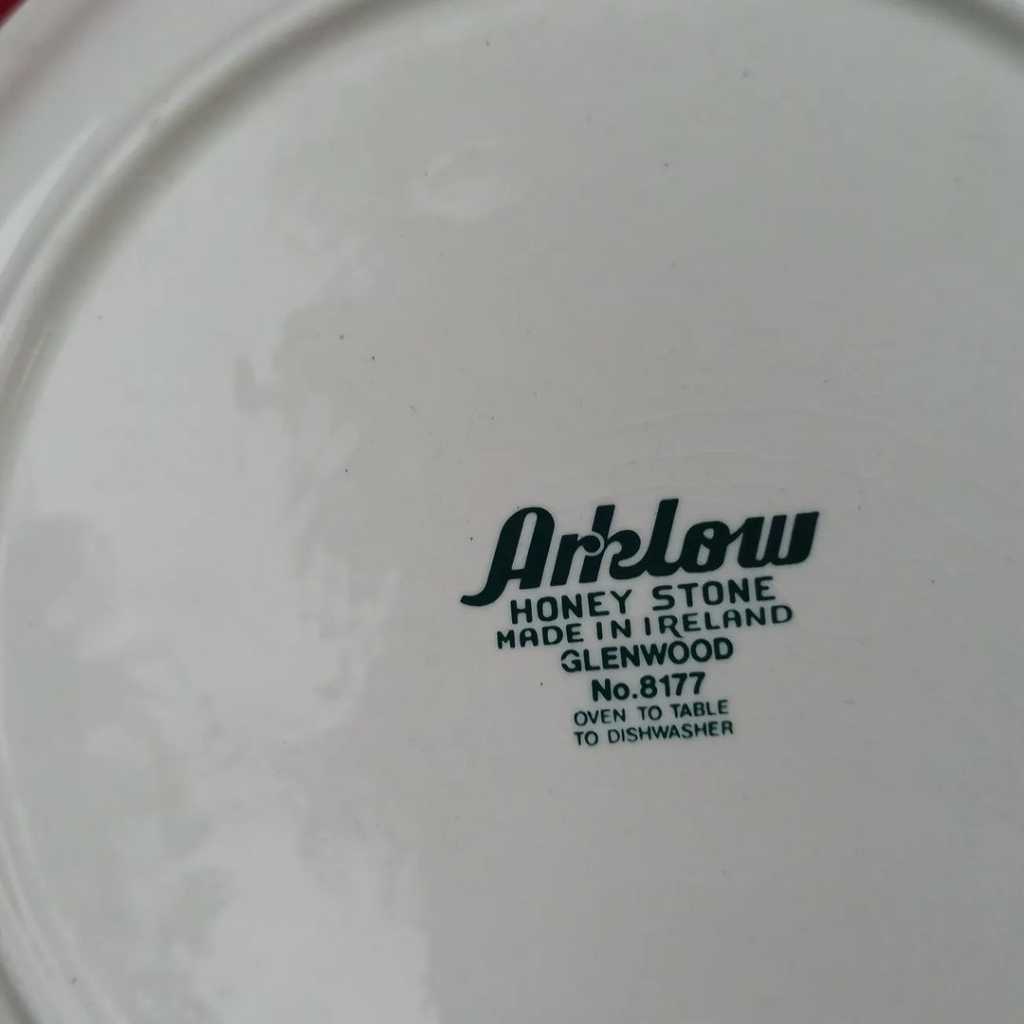 Arklow
HONEY STONE
MADE IN IRELAND
GLENWOOD
No.8177
OVEN TO TABLE
TO DISHWASHER